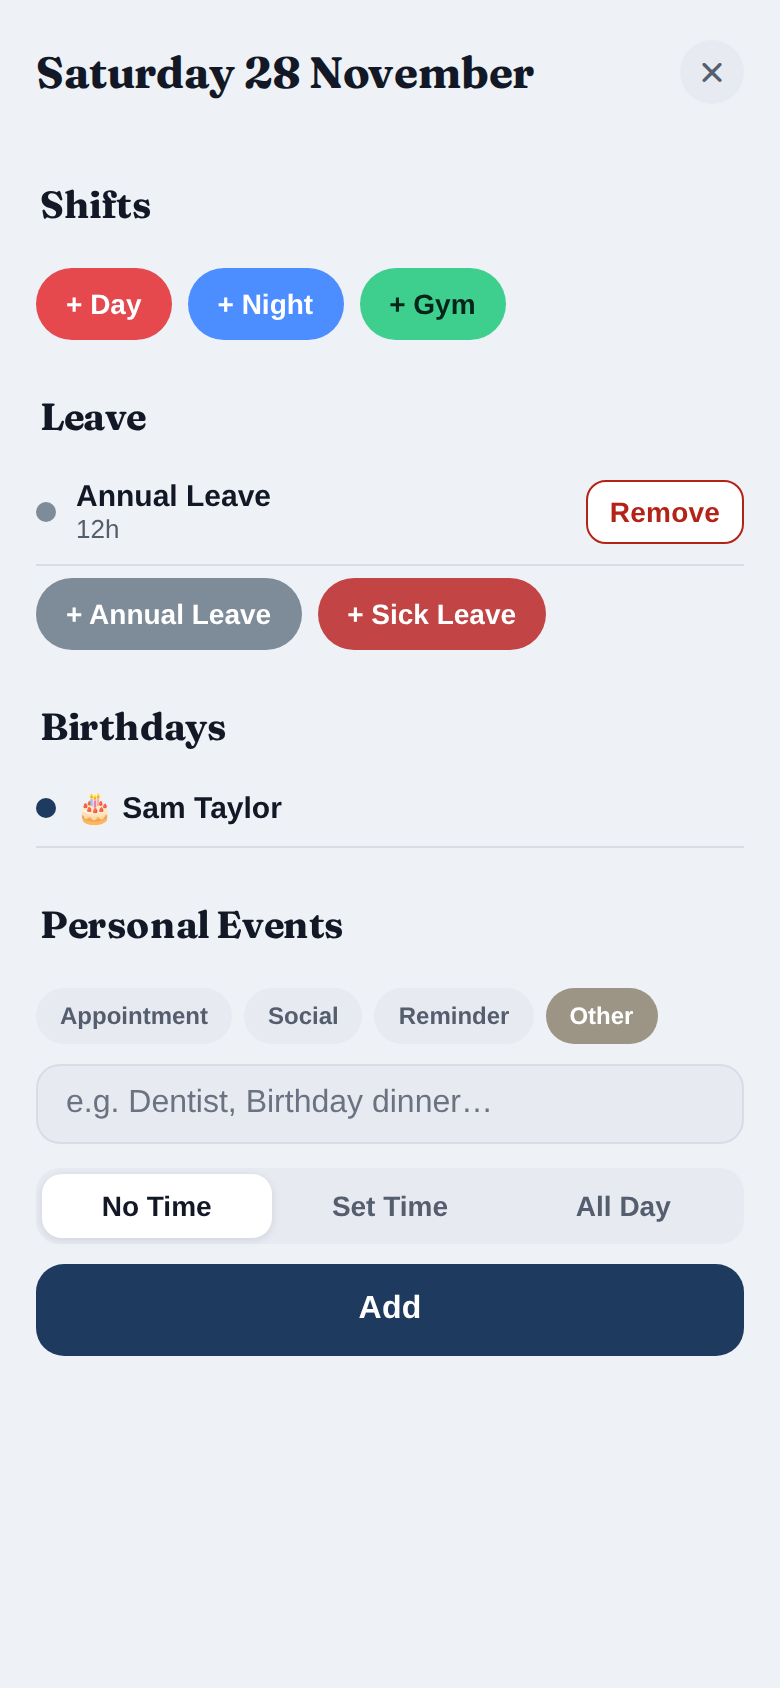 Saturday 28 November
Shifts
+ Day + Night + Gym
Leave
Annual Leave
12h
Remove
+ Annual Leave + Sick Leave
Birthdays
🎂 Sam Taylor
Personal Events
Appointment Social Reminder Other
e.g. Dentist, Birthday dinner…
No Time Set Time All Day
Add